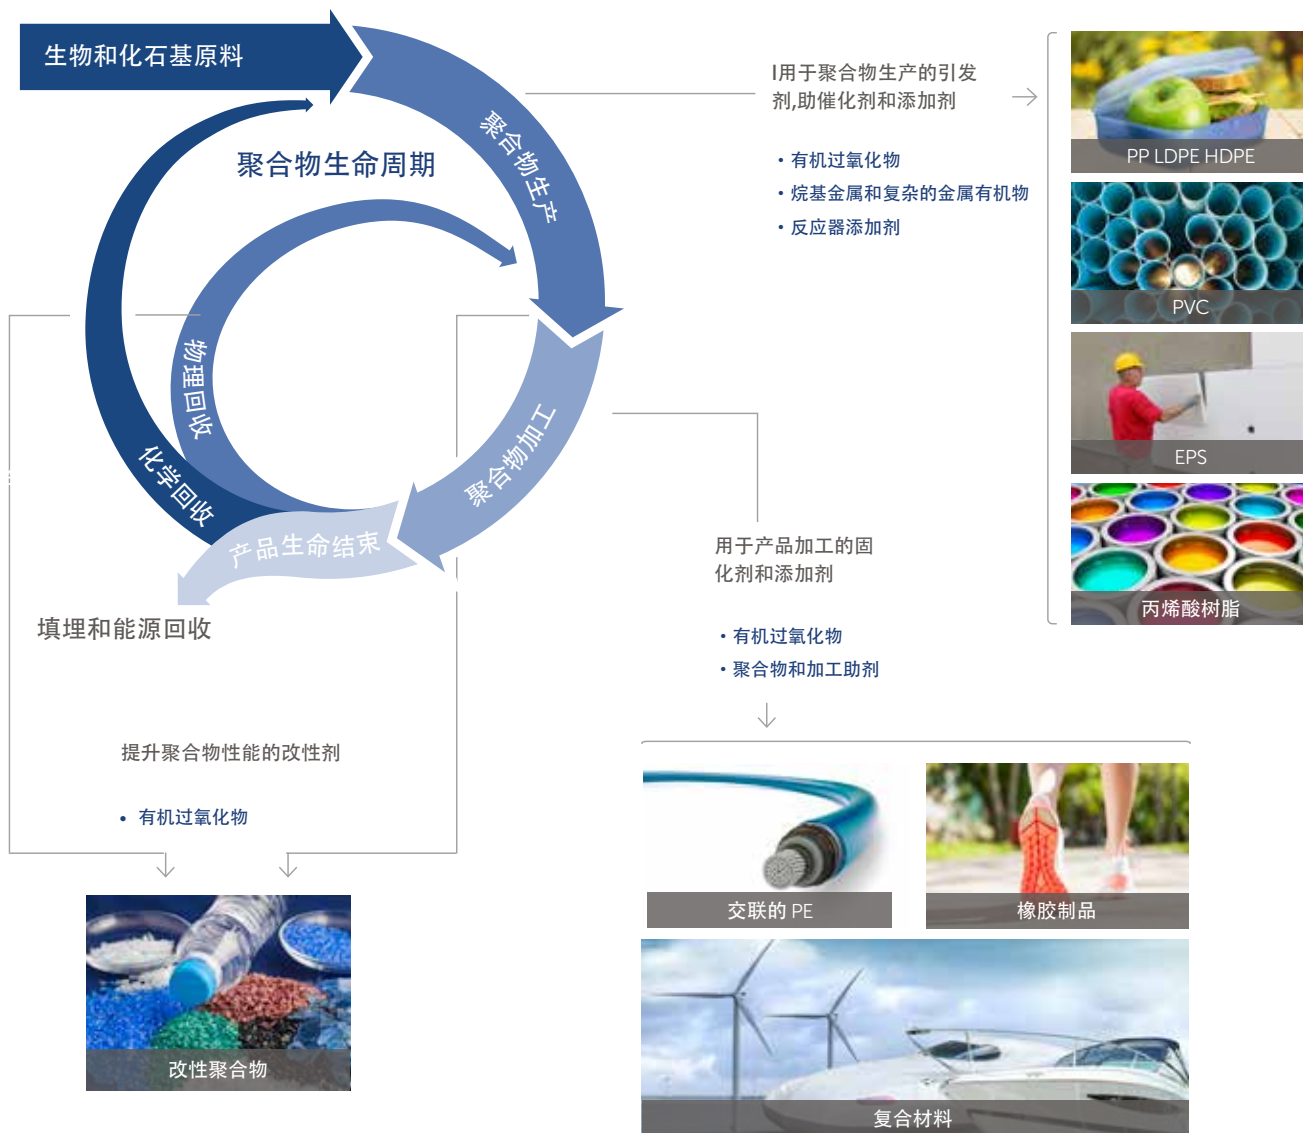 生物和化石基原料
聚合物生命周期
聚合物生产
物理回收
化学回收
聚合物加工
产品生命结束
填埋和能源回收
I用于聚合物生产的引发
剂,助催化剂和添加剂
• 有机过氧化物
• 烷基金属和复杂的金属有机物
• 反应器添加剂
PP LDPE HDPE
PVC
EPS
丙烯酸树脂
用于产品加工的固
化剂和添加剂
• 有机过氧化物
• 聚合物和加工助剂
交联的 PE
橡胶制品
复合材料
提升聚合物性能的改性剂
• 有机过氧化物
改性聚合物